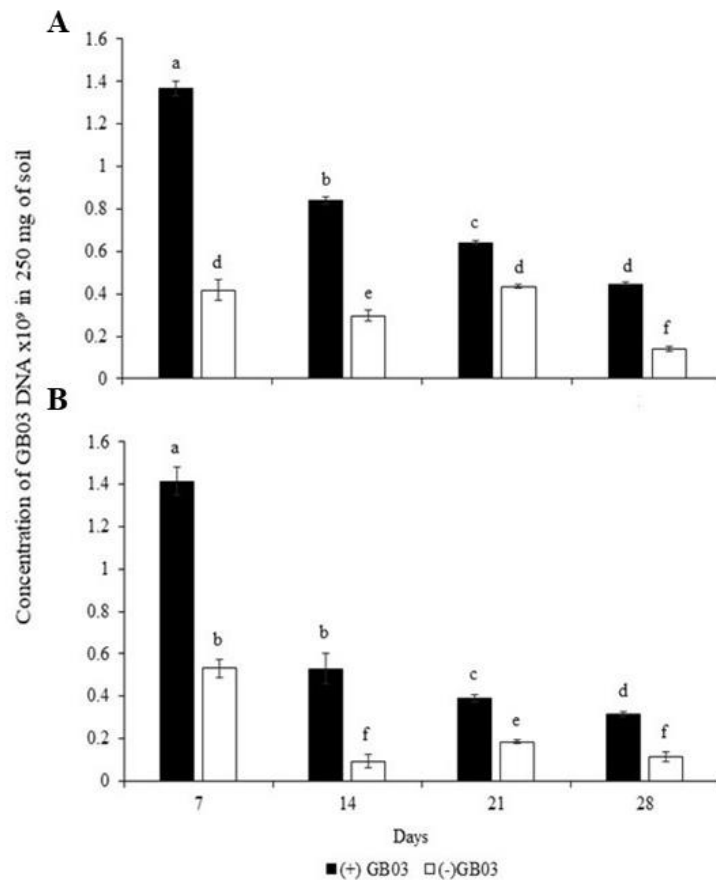 A
1.6
a
1.4
1.2
1
b
0.8
c
0.6
d
d
d
0.4
e
f
0.2
0
B
1.6
a
1.4
1.2
1
0.8
b
b
0.6
c
d
0.4
f
e
f
0.2
0
7
14
21
28
Days
(+) GB03
(-)GB03
Concentration of GB03 DNA x10⁹ in 250 mg of soil